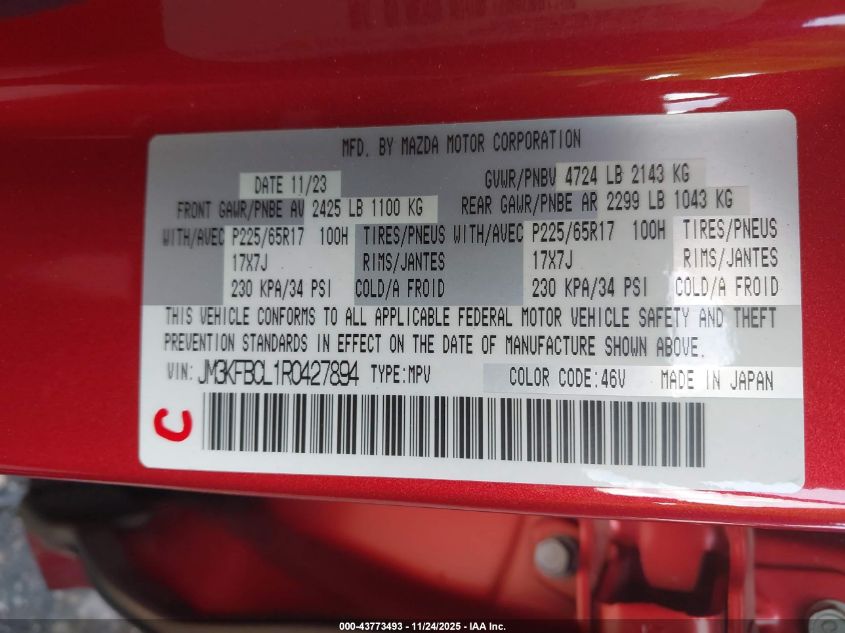 MFD. BY MAZDA MOTOR CORPORATION
DATE 11/23 GVWR/PNBV 4724 LB 2143 KG
FRONT GAWR/PNBE AV 2425 LB 1100 KG REAR GAWR/PNBE AR 2299 LB 1043 KG
WITH/AVEC P225/65R17 100H TIRES/PNEUS WITH/AVEC P225/65R17 100H TIRES/PNEUS
17X7J RIMS/JANTES 17X7J RIMS/JANTES
230 KPA/34 PSI COLD/A FROID 230 KPA/34 PSI COLD/A FROID
THIS VEHICLE CONFORMS TO ALL APPLICABLE FEDERAL MOTOR VEHICLE SAFETY AND THEFT
PREVENTION STANDARDS IN EFFECT ON THE DATE OF MANUFACTURE SHOWN ABOVE.
VIN: JM3KFBCL1R0427894 TYPE:MPV COLOR CODE:46V MADE IN JAPAN
C
000-43773493 - 11/24/2025 - IAA Inc.